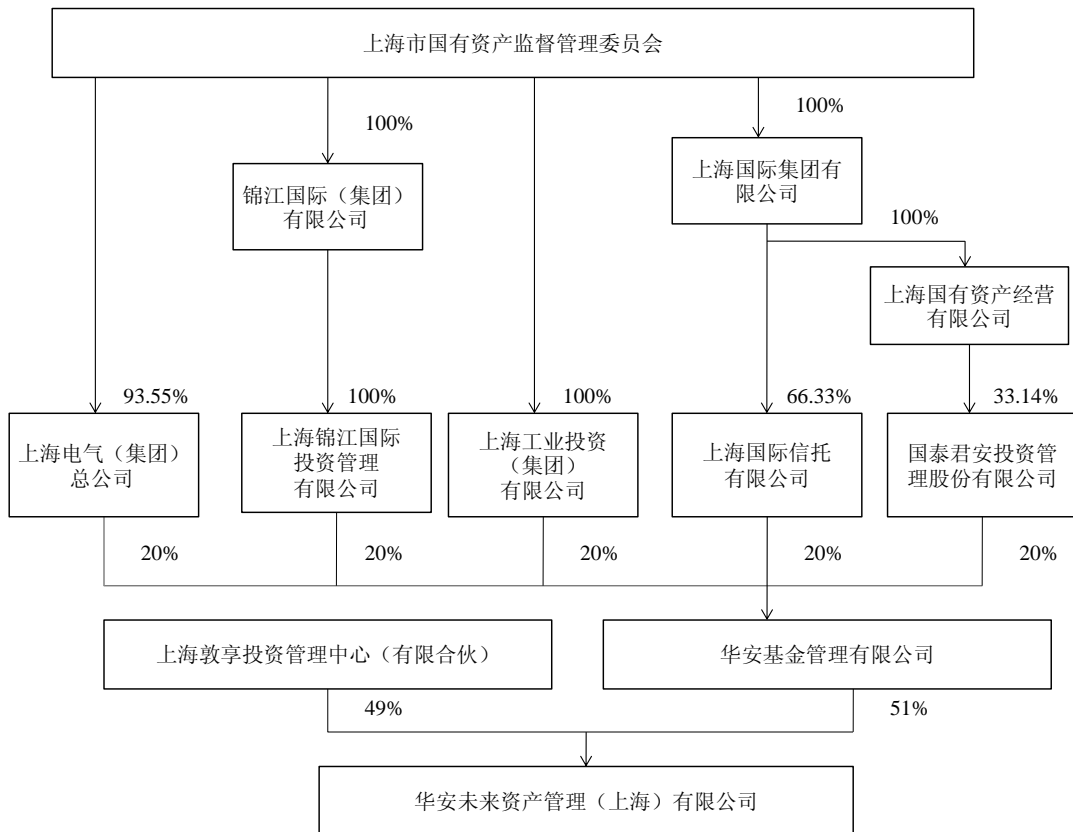 上海市国有资产监督管理委员会
100%
100%
锦江国际（集团）
有限公司
上海国际集团有
限公司
100%
上海国有资产经营
有限公司
93.55%
100%
100%
66.33%
33.14%
上海电气（集团）
总公司
上海锦江国际
投资管理
有限公司
上海工业投资
（集团）
有限公司
上海国际信托
有限公司
国泰君安投资管
理股份有限公司
20%
20%
20%
20%
20%
上海敦享投资管理中心（有限合伙）
华安基金管理有限公司
49%
51%
华安未来资产管理（上海）有限公司